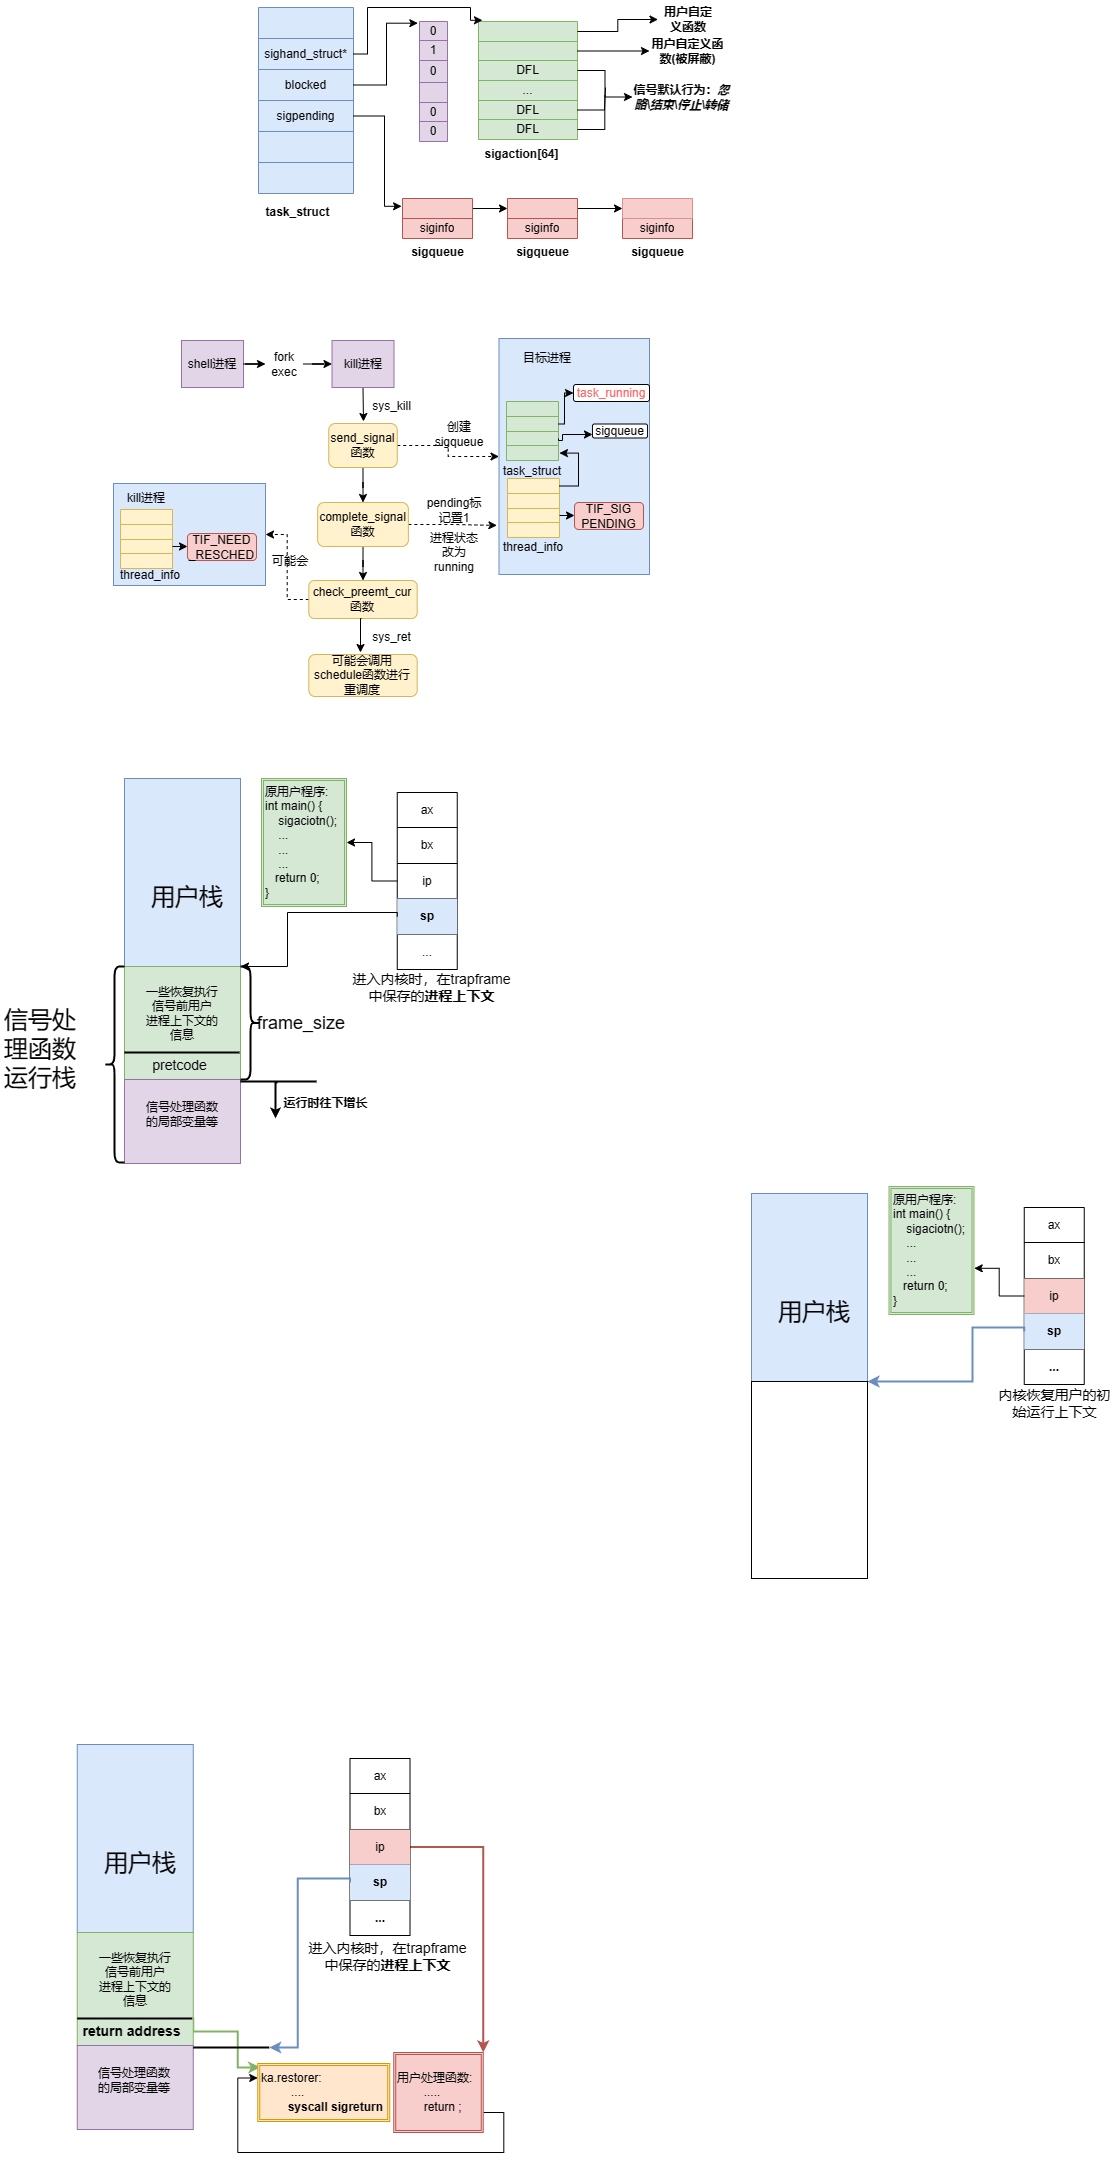 sighand_struct*
blocked
sigpending
task_struct
0
1
0
0
0
DFL
...
DFL
DFL
sigaction[64]
用户自定
义函数
用户自定义函
数(被屏蔽)
信号默认行为：忽
略\结束\停止\转储
siginfo
siginfo
siginfo
sigqueue
sigqueue
sigqueue
shell进程
fork
exec
kill进程
sys_kill
send_signal
函数
创建
sigqueue
complete_signal
函数
pending标
记置1
进程状态
改为
running
check_preemt_cur
函数
sys_ret
可能会调用
schedule函数进行
重调度
kill进程
TIF_NEED
_RESCHED
thread_info
可能会
目标进程
task_running
sigqueue
task_struct
TIF_SIG
PENDING
thread_info
用户栈
原用户程序:
int main() {
sigaciotn();
...
...
...
return 0;
}
ax
bx
ip
sp
...
进入内核时，在trapframe
中保存的进程上下文
一些恢复执行
信号前用户
进程上下文的
信息
pretcode
frame_size
信号处
理函数
运行栈
信号处理函数
的局部变量等
运行时往下增长
用户栈
原用户程序:
int main() {
sigaciotn();
...
...
...
return 0;
}
ax
bx
ip
sp
...
内核恢复用户的初
始运行上下文
用户栈
ax
bx
ip
sp
...
进入内核时，在trapframe
中保存的进程上下文
一些恢复执行
信号前用户
进程上下文的
信息
return address
信号处理函数
的局部变量等
ka.restorer:
....
syscall sigreturn
用户处理函数:
.....
return ;